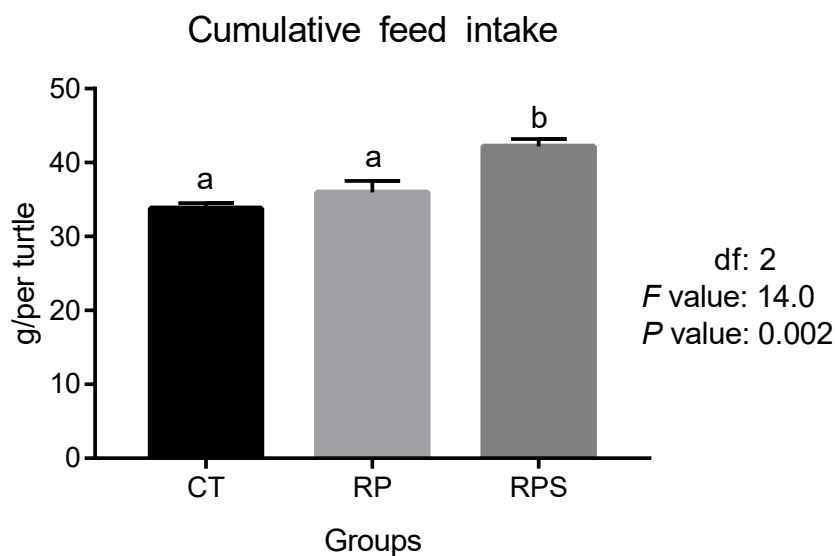 Cumulative feed intake
50
40
30
20
10
0
g/per turtle
a
a
b
CT
RP
RPS
Groups
df: 2
F value: 14.0
P value: 0.002